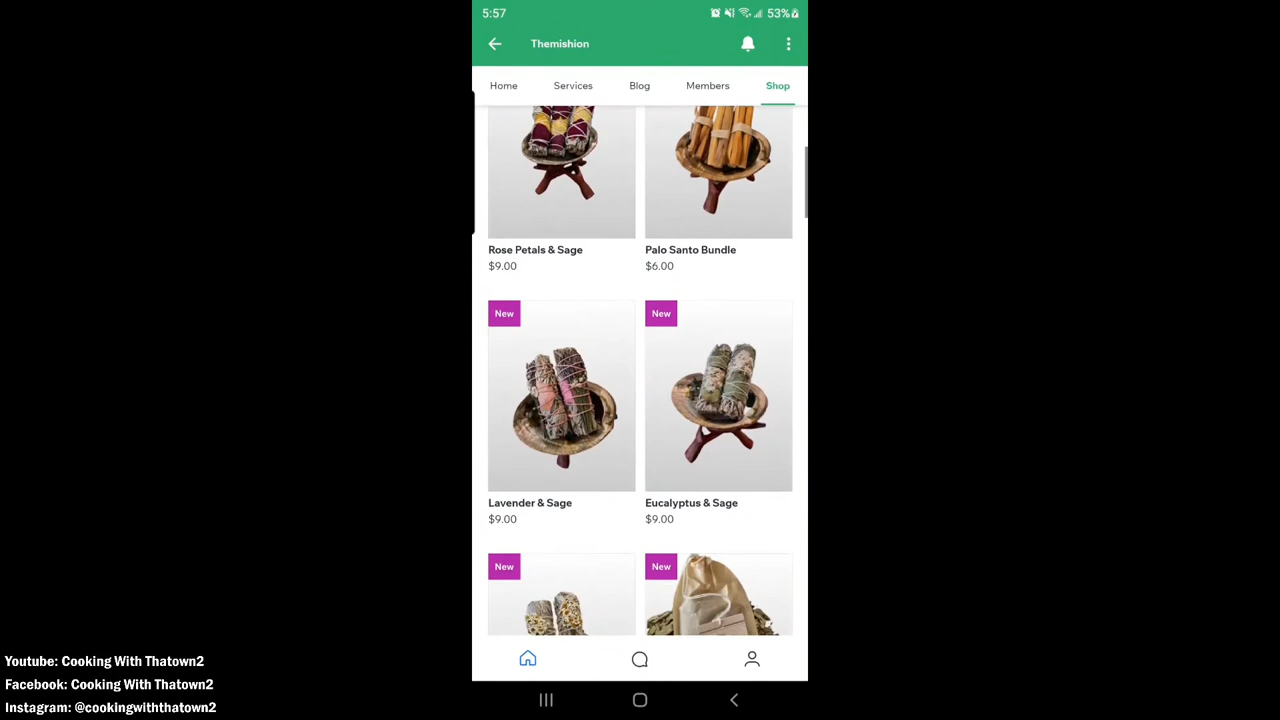 5:57
53%
Themishion
Home Services Blog Members Shop
Rose Petals & Sage
$9.00
Palo Santo Bundle
$6.00
New
Lavender & Sage
$9.00
New
Eucalyptus & Sage
$9.00
New
New
Youtube: Cooking With Thatown2
Facebook: Cooking With Thatown2
Instagram: @cookingwiththatown2